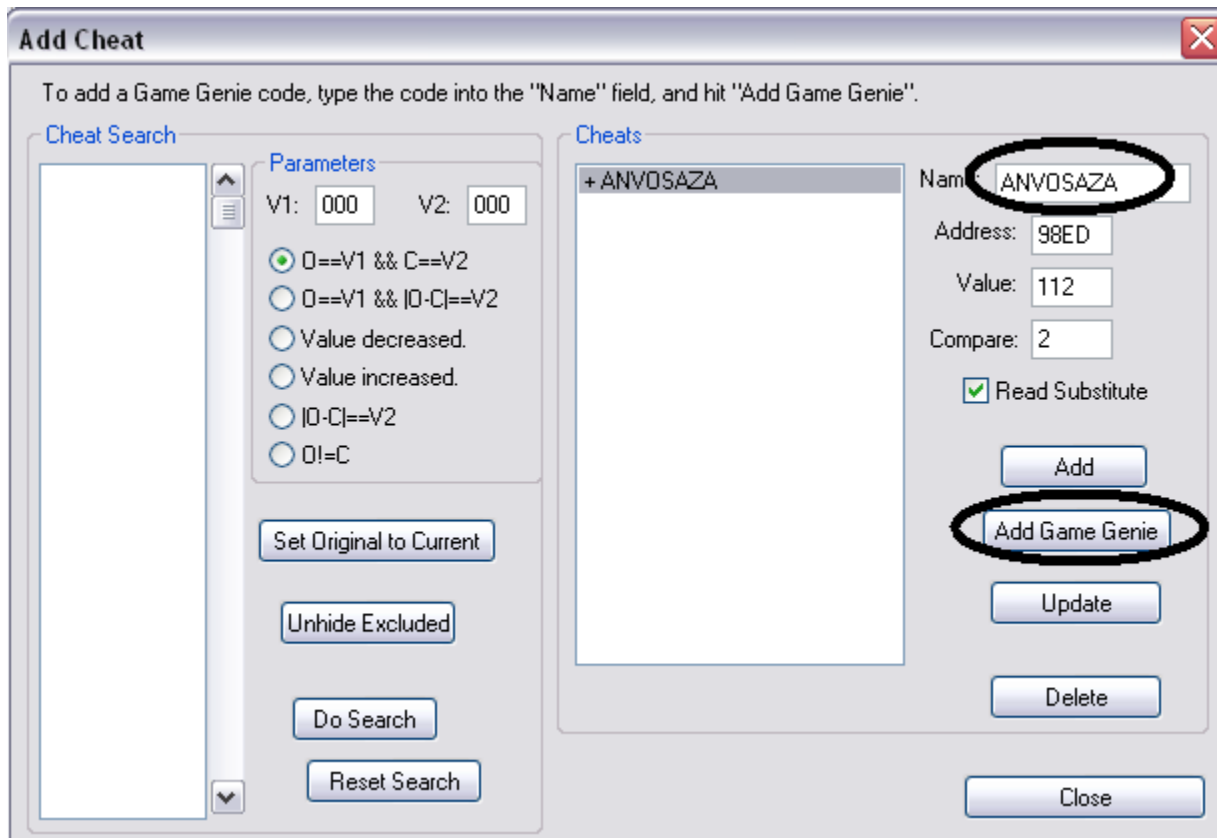 Add Cheat
To add a Game Genie code, type the code into the "Name" field, and hit "Add Game Genie".
Cheat Search
Parameters
V1: 000 V2: 000
O==V1 && C==V2
O==V1 && |O-C|==V2
Value decreased.
Value increased.
|O-C|==V2
O!=C
Set Original to Current
Unhide Excluded
Do Search
Reset Search
Cheats
+ ANVOSAZA
Name: ANVOSAZA
Address: 98ED
Value: 112
Compare: 2
Read Substitute
Add
Add Game Genie
Update
Delete
Close